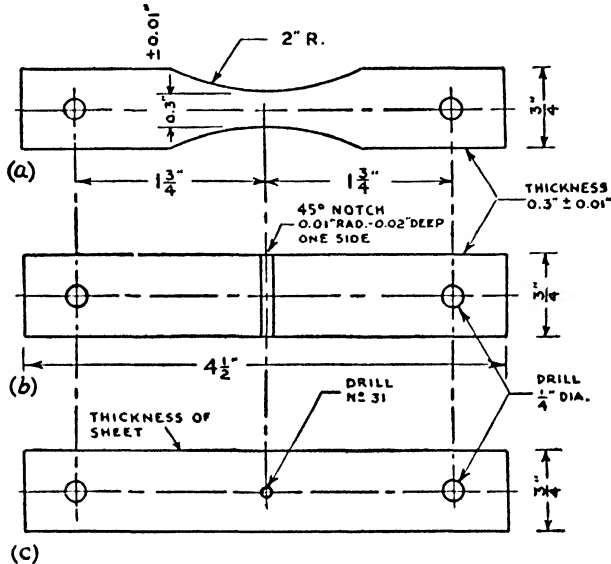 ±0.01"
2" R.
0.3"
3/4"
(a)
1 3/4"
1 3/4"
THICKNESS
0.3" ± 0.01"
45° NOTCH
0.01" RAD.-0.02" DEEP
ONE SIDE
3/4"
(b)
4 1/2"
DRILL
Nº 31
DRILL
1/4" DIA.
THICKNESS OF
SHEET
3/4"
(c)